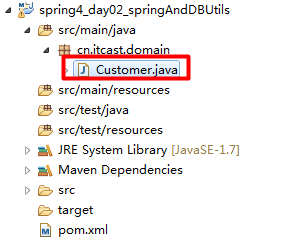 spring4_day02_springAndDBUtils
src/main/java
cn.itcast.domain
Customer.java
src/main/resources
src/test/java
src/test/resources
JRE System Library [JavaSE-1.7]
Maven Dependencies
src
target
pom.xml